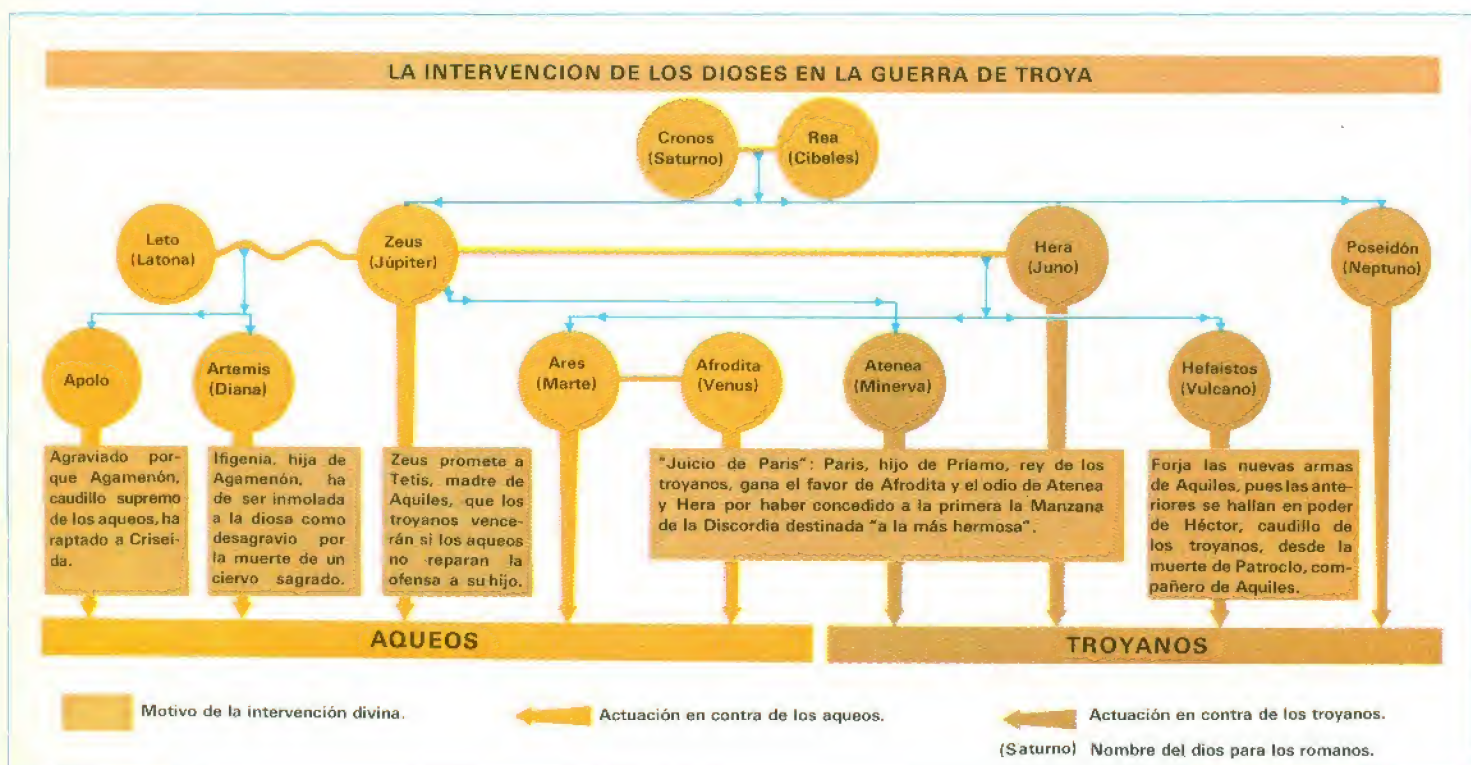 LA INTERVENCION DE LOS DIOSES EN LA GUERRA DE TROYA
Cronos
(Saturno)
Rea
(Cibeles)
Leto
(Latona)
Zeus
(Júpiter)
Hera
(Juno)
Poseidón
(Neptuno)
Apolo
Artemis
(Diana)
Ares
(Marte)
Afrodita
(Venus)
Atenea
(Minerva)
Hefaistos
(Vulcano)
Agraviado por-
que Agamenón,
caudillo supremo
de los aqueos, ha
raptado a Crisei-
da.
Ifigenia, hija de
Agamenón, ha
de ser inmolada
a la diosa como
desagravio por
la muerte de un
ciervo sagrado.
Zeus promete a
Tetis, madre de
Aquiles, que los
troyanos vence-
rán si los aqueos
no reparan la
ofensa a su hijo.
"Juicio de Paris": Paris, hijo de Príamo, rey de los
troyanos, gana el favor de Afrodita y el odio de Atenea
y Hera por haber concedido a la primera la Manzana
de la Discordia destinada "a la más hermosa".
Forja las nuevas armas
de Aquiles, pues las ante-
riores se hallan en poder
de Héctor, caudillo de
los troyanos, desde la
muerte de Patroclo, com-
pañero de Aquiles.
AQUEOS
TROYANOS
Motivo de la intervención divina.
Actuación en contra de los aqueos.
Actuación en contra de los troyanos.
(Saturno) Nombre del dios para los romanos.